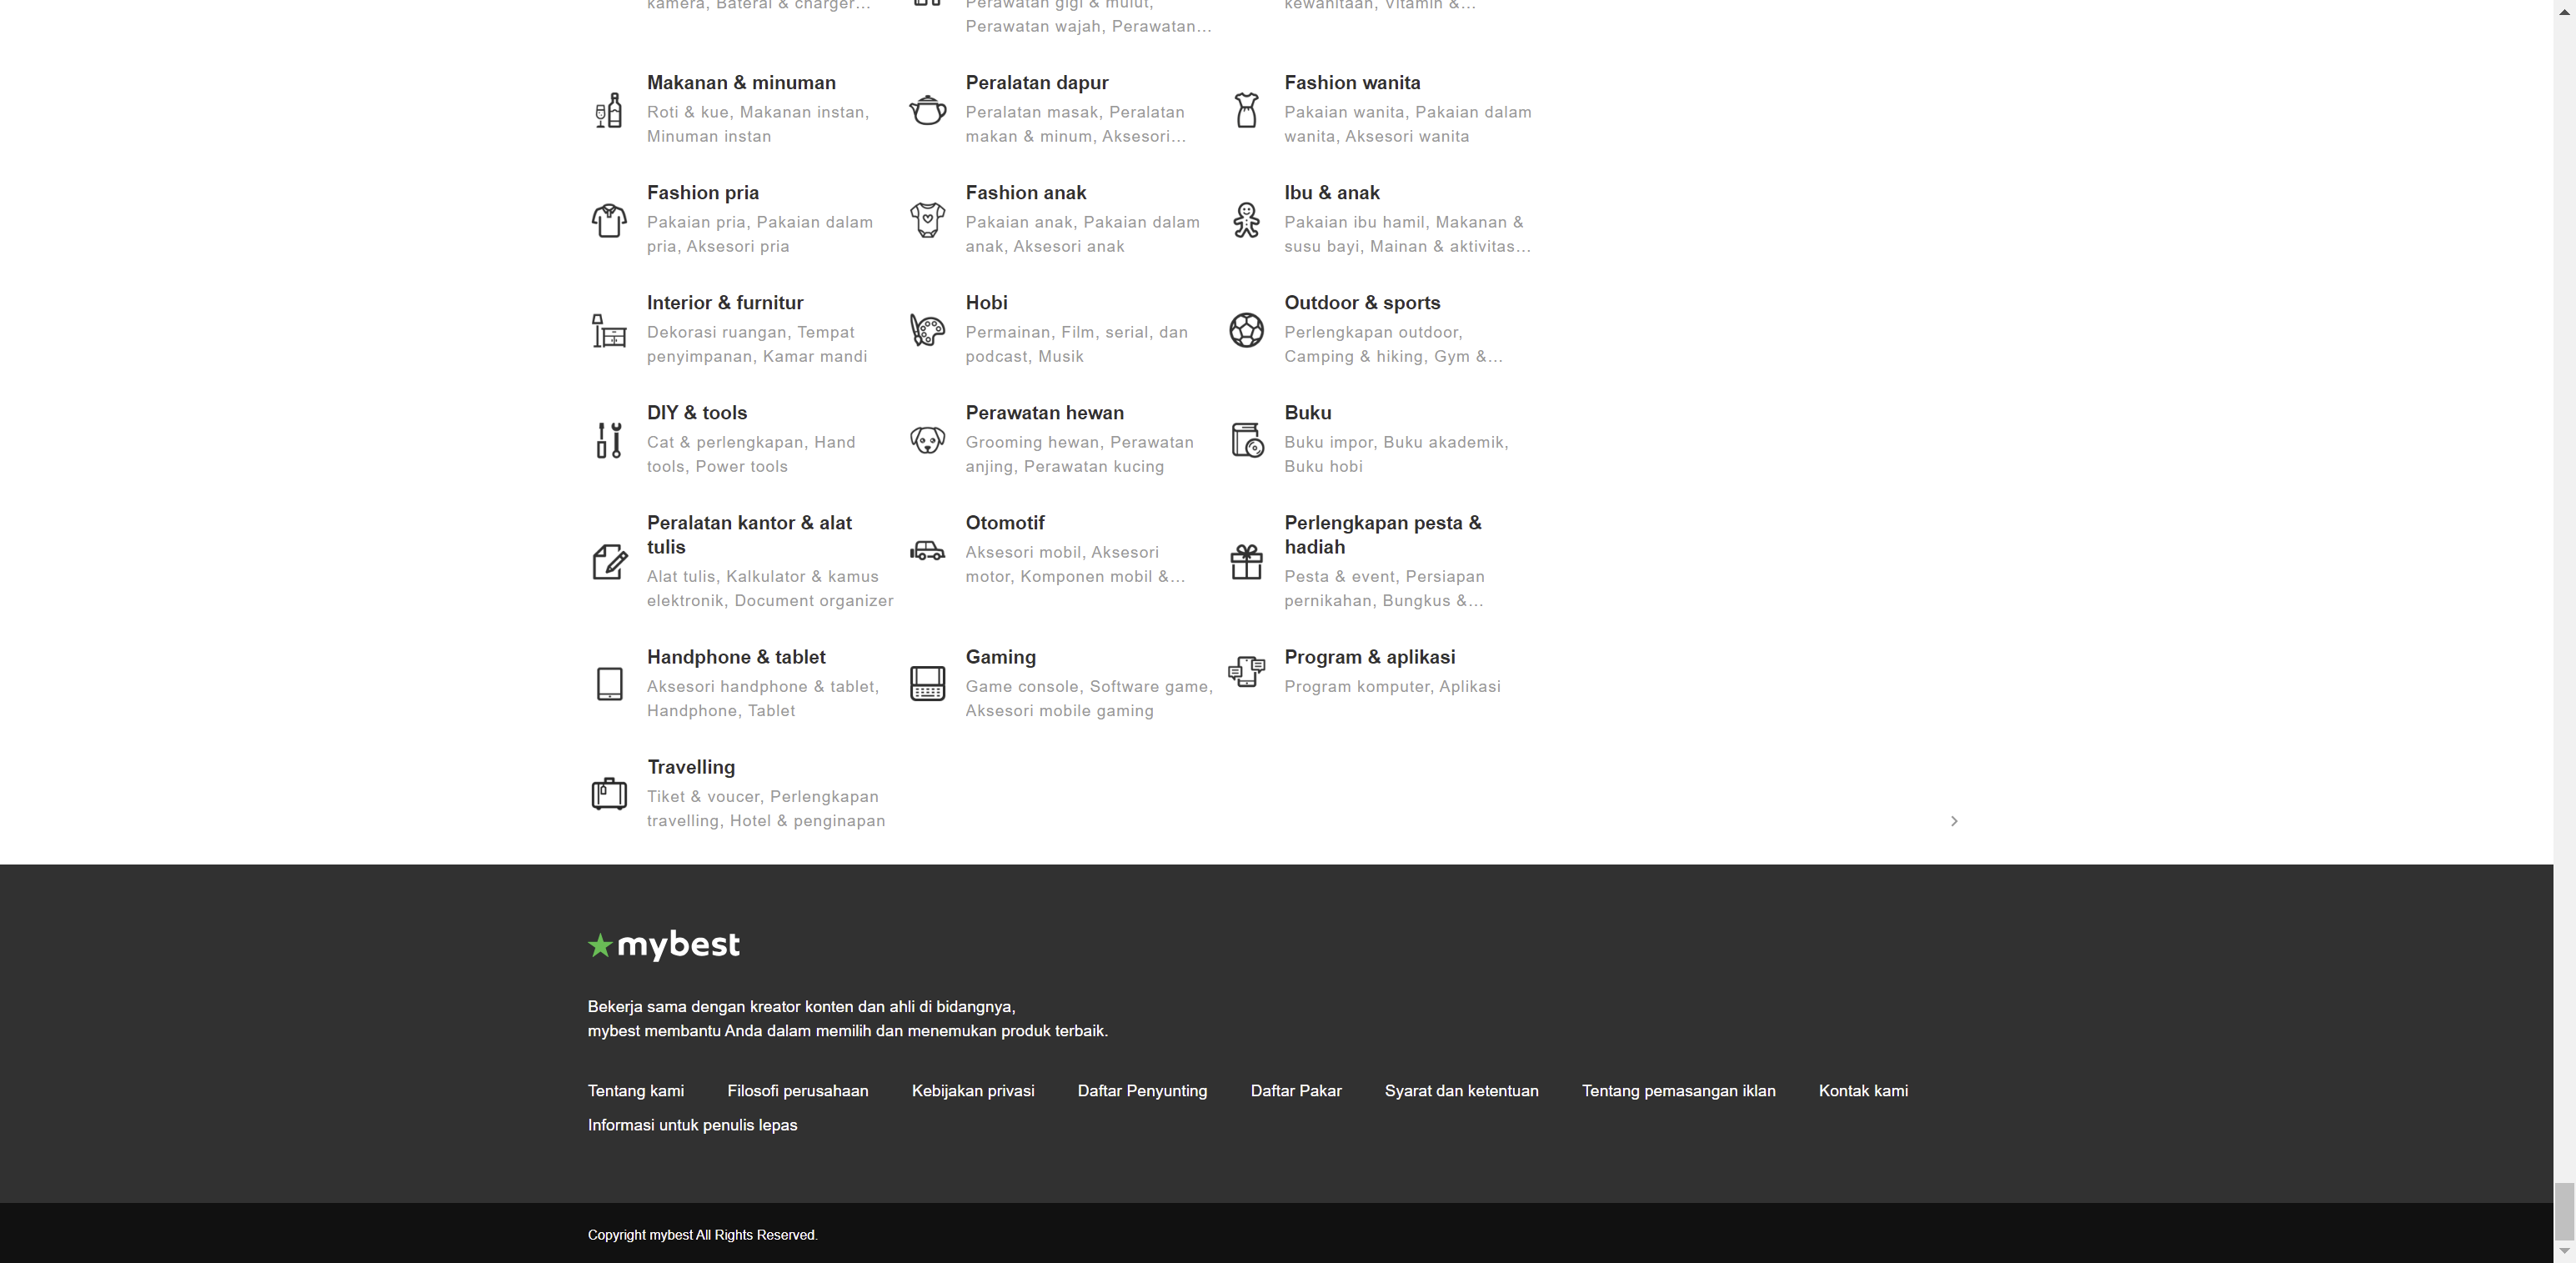 kamera, Baterai & charger...
Perawatan gigi & mulut,
Perawatan wajah, Perawatan...
kewanitaan, Vitamin &...
Makanan & minuman
Roti & kue, Makanan instan,
Minuman instan
Peralatan dapur
Peralatan masak, Peralatan
makan & minum, Aksesori...
Fashion wanita
Pakaian wanita, Pakaian dalam
wanita, Aksesori wanita
Fashion pria
Pakaian pria, Pakaian dalam
pria, Aksesori pria
Fashion anak
Pakaian anak, Pakaian dalam
anak, Aksesori anak
Ibu & anak
Pakaian ibu hamil, Makanan &
susu bayi, Mainan & aktivitas...
Interior & furnitur
Dekorasi ruangan, Tempat
penyimpanan, Kamar mandi
Hobi
Permainan, Film, serial, dan
podcast, Musik
Outdoor & sports
Perlengkapan outdoor,
Camping & hiking, Gym &...
DIY & tools
Cat & perlengkapan, Hand
tools, Power tools
Perawatan hewan
Grooming hewan, Perawatan
anjing, Perawatan kucing
Buku
Buku impor, Buku akademik,
Buku hobi
Peralatan kantor & alat
tulis
Alat tulis, Kalkulator & kamus
elektronik, Document organizer
Otomotif
Aksesori mobil, Aksesori
motor, Komponen mobil &...
Perlengkapan pesta &
hadiah
Pesta & event, Persiapan
pernikahan, Bungkus &...
Handphone & tablet
Aksesori handphone & tablet,
Handphone, Tablet
Gaming
Game console, Software game,
Aksesori mobile gaming
Program & aplikasi
Program komputer, Aplikasi
Travelling
Tiket & voucer, Perlengkapan
travelling, Hotel & penginapan
mybest
Bekerja sama dengan kreator konten dan ahli di bidangnya,
mybest membantu Anda dalam memilih dan menemukan produk terbaik.
Tentang kami Filosofi perusahaan Kebijakan privasi Daftar Penyunting Daftar Pakar Syarat dan ketentuan Tentang pemasangan iklan Kontak kami
Informasi untuk penulis lepas
Copyright mybest All Rights Reserved.